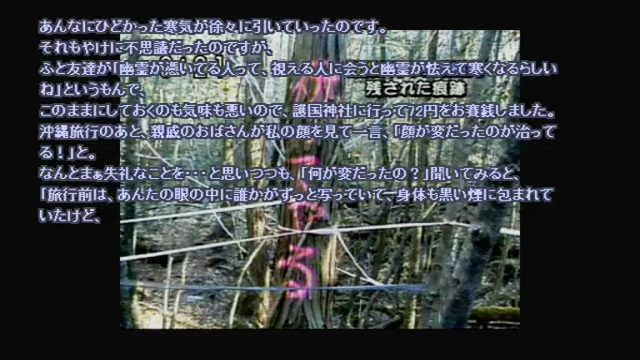 あんなにひどかった寒気が徐々に引いていったのです。
それもやけに不思議だったのですが、
ふと友達が「幽霊が憑いてる人って、視える人に会うと幽霊が怯えて寒くなるらしい
ね」というもんで、
残された痕跡
このままにしておくのも気味も悪いので、護国神社に行って72円をお賽銭しました。
沖縄旅行のあと、親戚のおばさんが私の顔を見て一言、「顔が変だったのが治って
る！」と。
なんとまぁ失礼なことを・・・と思いつつも、「何が変だったの？」聞いてみると、
「旅行前は、あんたの眼の中に誰かがずっと写っていて、身体も黒い煙に包まれて
いたけど、
る